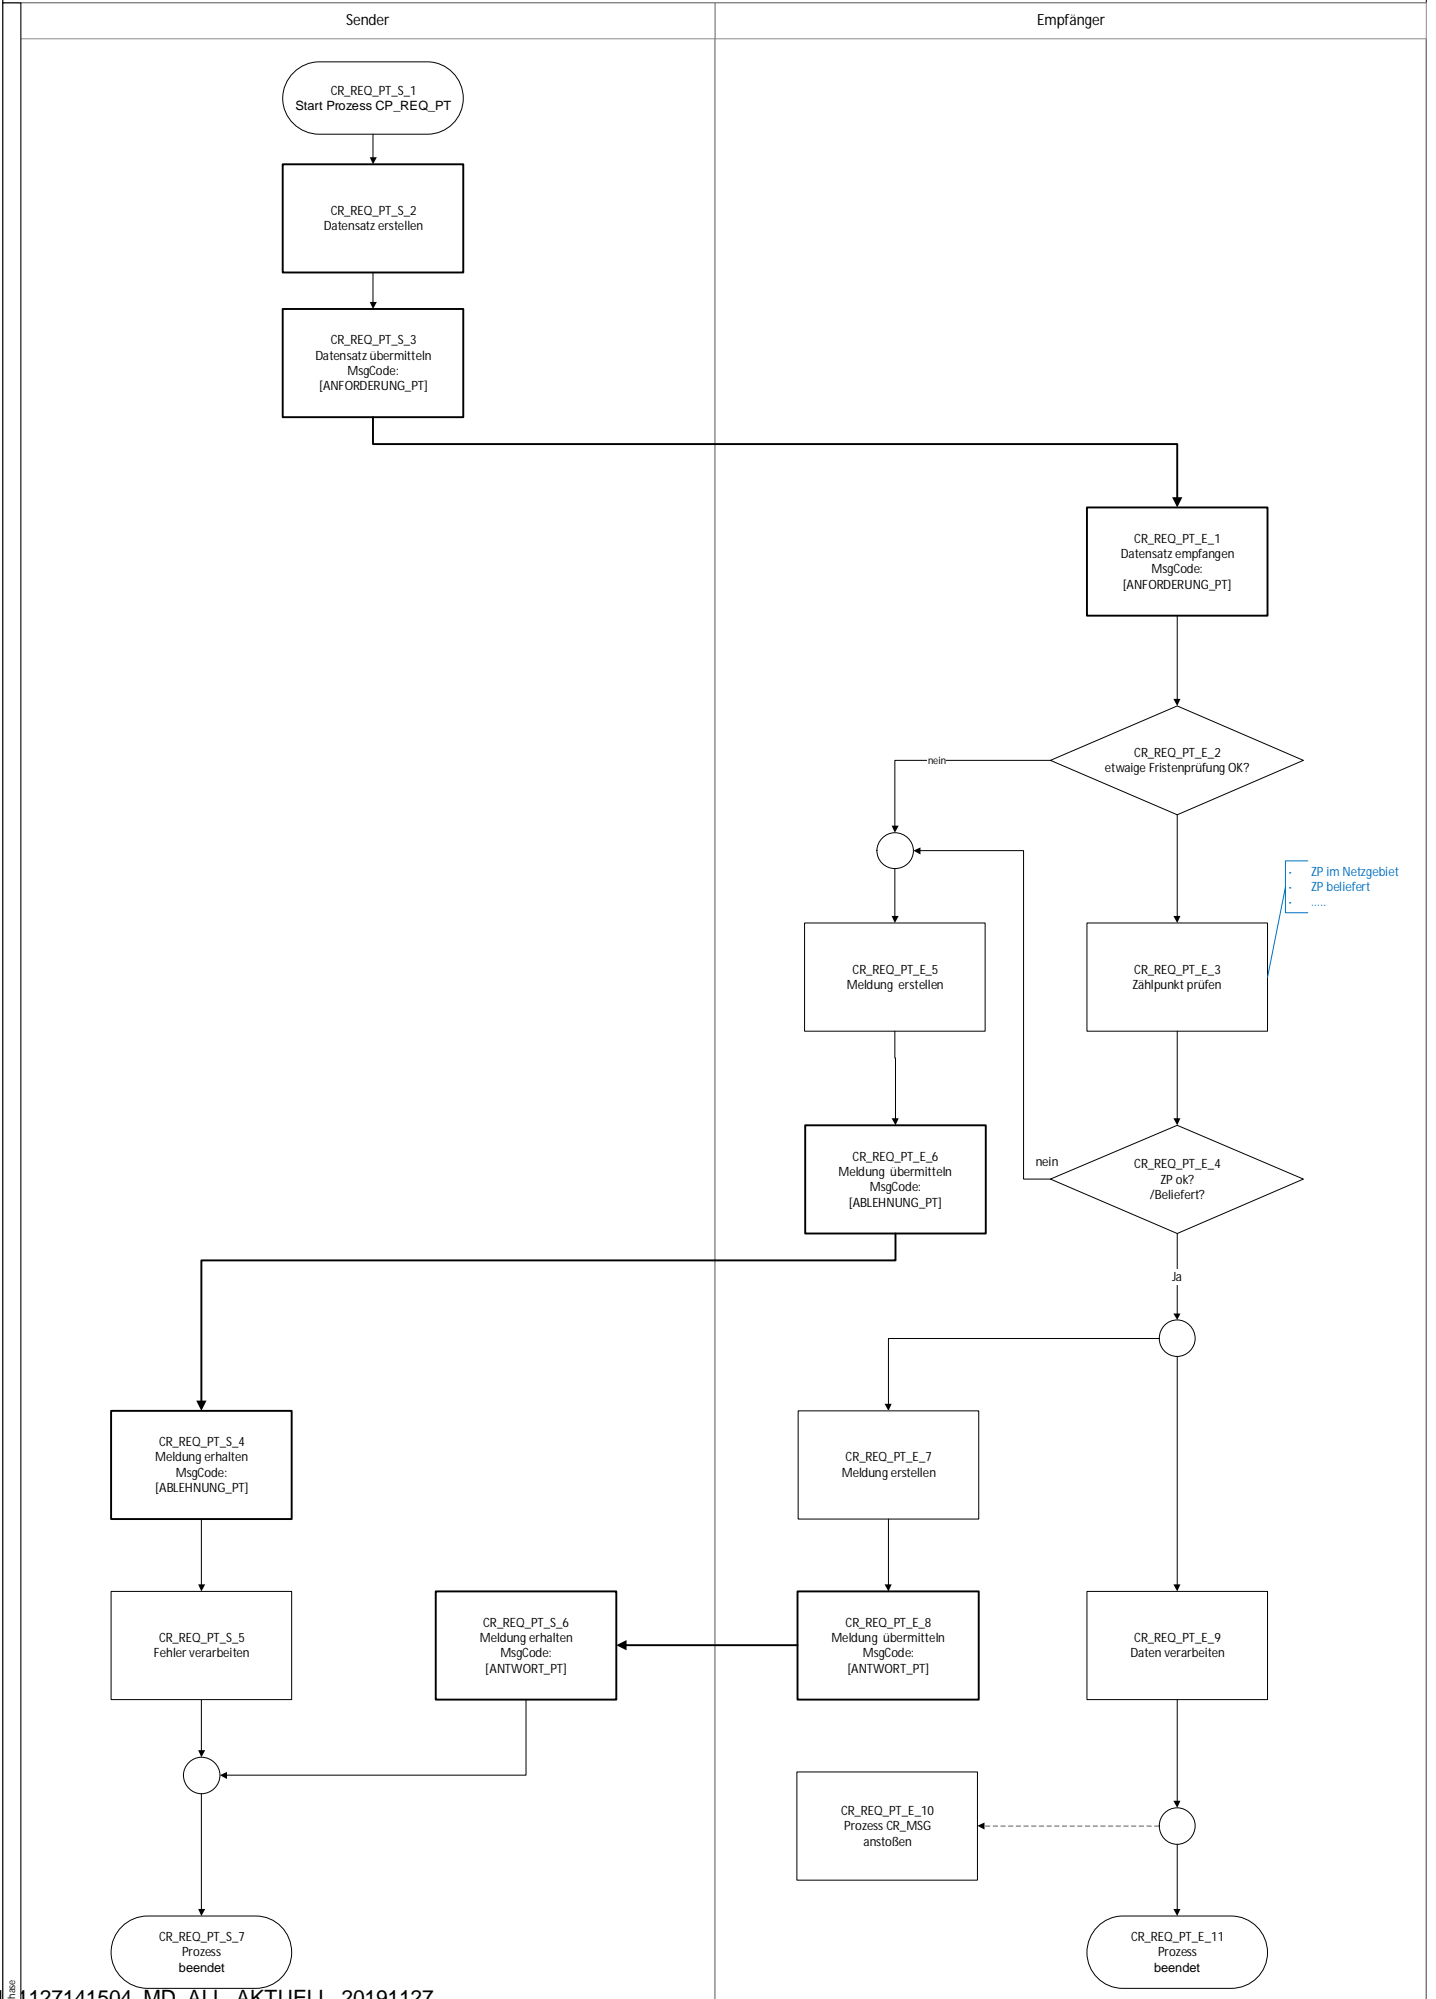 Sender
Empfänger
CR_REQ_PT_S_1
Start Prozess CP_REQ_PT
CR_REQ_PT_S_2
Datensatz erstellen
CR_REQ_PT_S_3
Datensatz übermitteln
MsgCode:
[ANFORDERUNG_PT]
CR_REQ_PT_E_1
Datensatz empfangen
MsgCode:
[ANFORDERUNG_PT]
CR_REQ_PT_E_2
etwaige Fristenprüfung OK?
nein
· ZP im Netzgebiet
· ZP beliefert
· .....
CR_REQ_PT_E_5
Meldung erstellen
CR_REQ_PT_E_3
Zählpunkt prüfen
CR_REQ_PT_E_6
Meldung übermitteln
MsgCode:
[ABLEHNUNG_PT]
nein
CR_REQ_PT_E_4
ZP ok?
/Beliefert?
Ja
CR_REQ_PT_S_4
Meldung erhalten
MsgCode:
[ABLEHNUNG_PT]
CR_REQ_PT_E_7
Meldung erstellen
CR_REQ_PT_S_5
Fehler verarbeiten
CR_REQ_PT_S_6
Meldung erhalten
MsgCode:
[ANTWORT_PT]
CR_REQ_PT_E_8
Meldung übermitteln
MsgCode:
[ANTWORT_PT]
CR_REQ_PT_E_9
Daten verarbeiten
CR_REQ_PT_E_10
Prozess CR_MSG
anstoßen
CR_REQ_PT_S_7
Prozess
beendet
CR_REQ_PT_E_11
Prozess
beendet
hase
1127141504_MD_ALL_AKTUELL_20191127